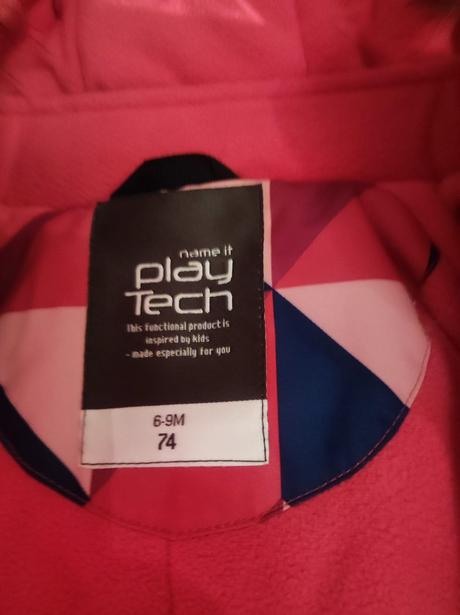 name it
play
Tech
This functional product is
inspired by kids
- made especially for you
6-9M
74